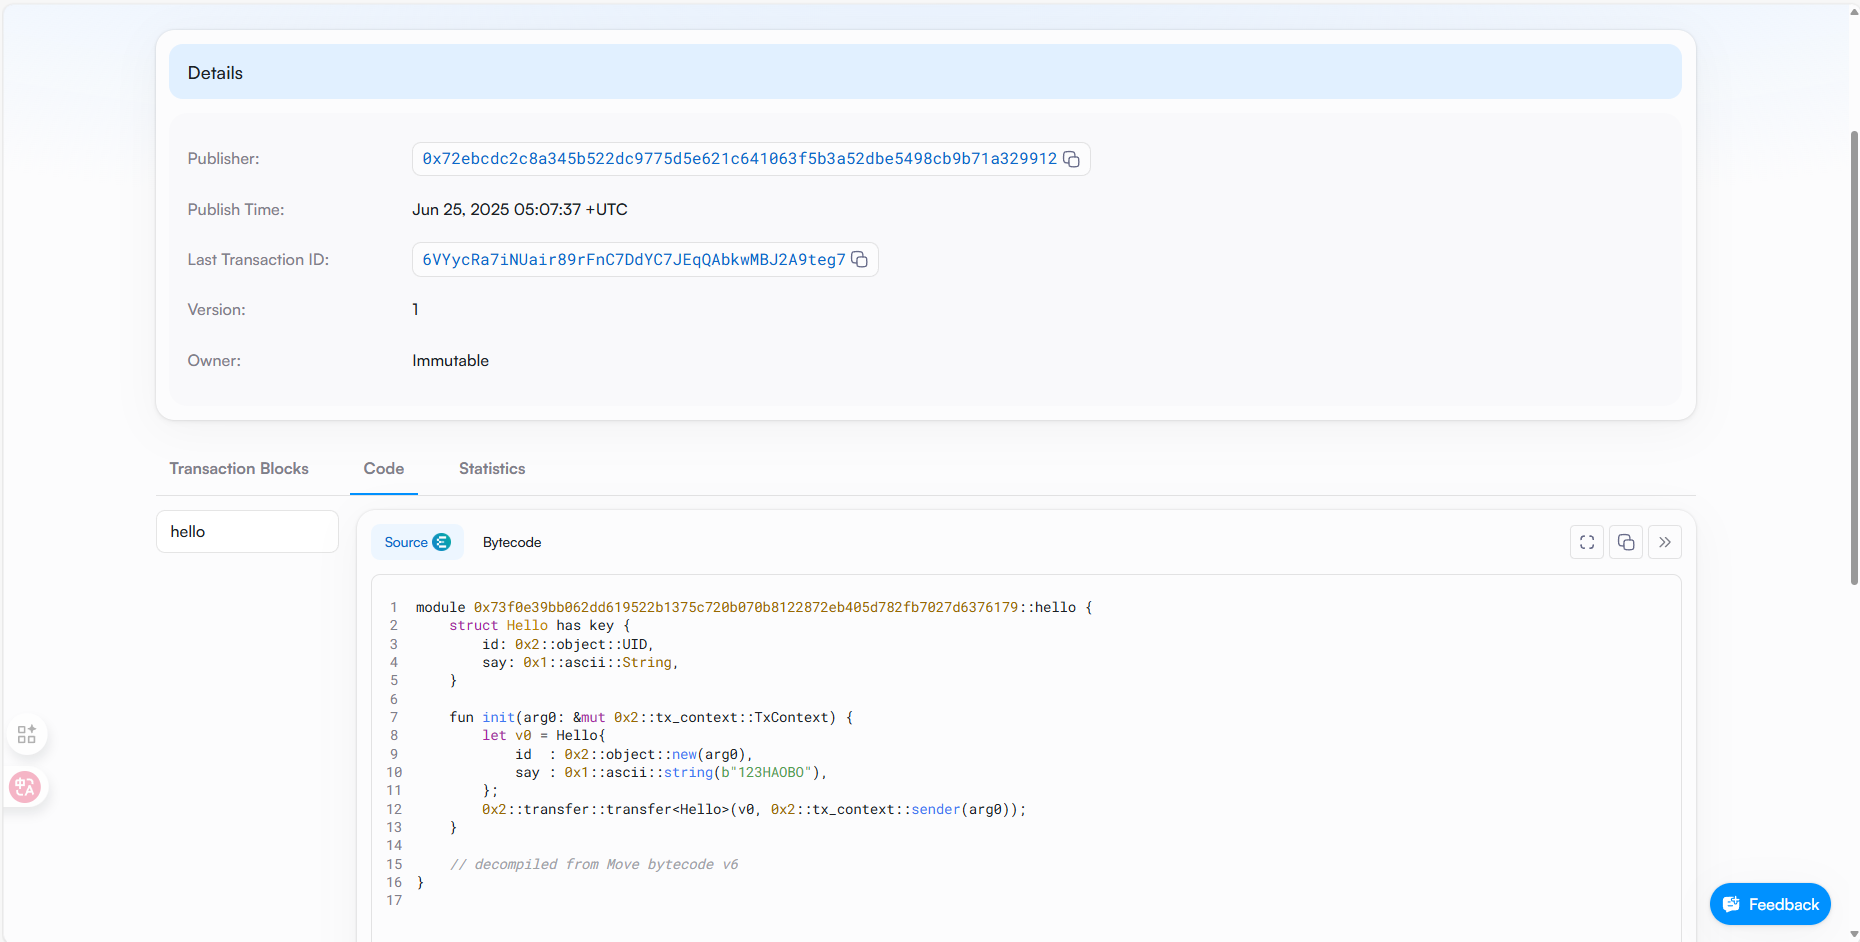 Details
Publisher: 0x72ebcdc2c8a345b522dc9775d5e621c641063f5b3a52dbe5498cb9b71a329912
Publish Time: Jun 25, 2025 05:07:37 +UTC
Last Transaction ID: 6VYycRa7iNUair89rFnC7DdYC7JEqQAbkwMBJ2A9teg7
Version: 1
Owner: Immutable
Transaction Blocks Code Statistics
hello
Source Bytecode
1 module 0x73f0e39bb062dd619522b1375c720b070b8122872eb405d782fb7027d6376179::hello {
2     struct Hello has key {
3         id: 0x2::object::UID,
4         say: 0x1::ascii::String,
5     }
6
7     fun init(arg0: &mut 0x2::tx_context::TxContext) {
8         let v0 = Hello{
9             id  : 0x2::object::new(arg0),
10             say : 0x1::ascii::string(b"123HAOBO"),
11         };
12         0x2::transfer::transfer<Hello>(v0, 0x2::tx_context::sender(arg0));
13     }
14
15     // decompiled from Move bytecode v6
16 }
17
中A
Feedback